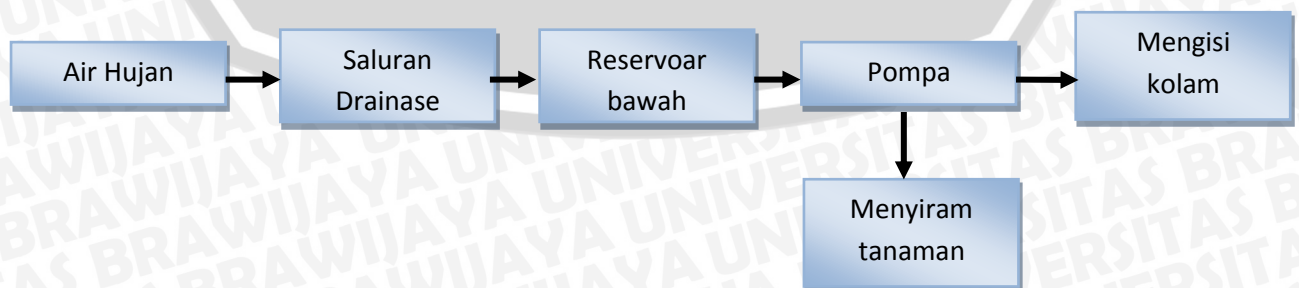 Air Hujan
Saluran
Drainase
Reservoar
bawah
Pompa
Mengisi
kolam
Menyiram
tanaman